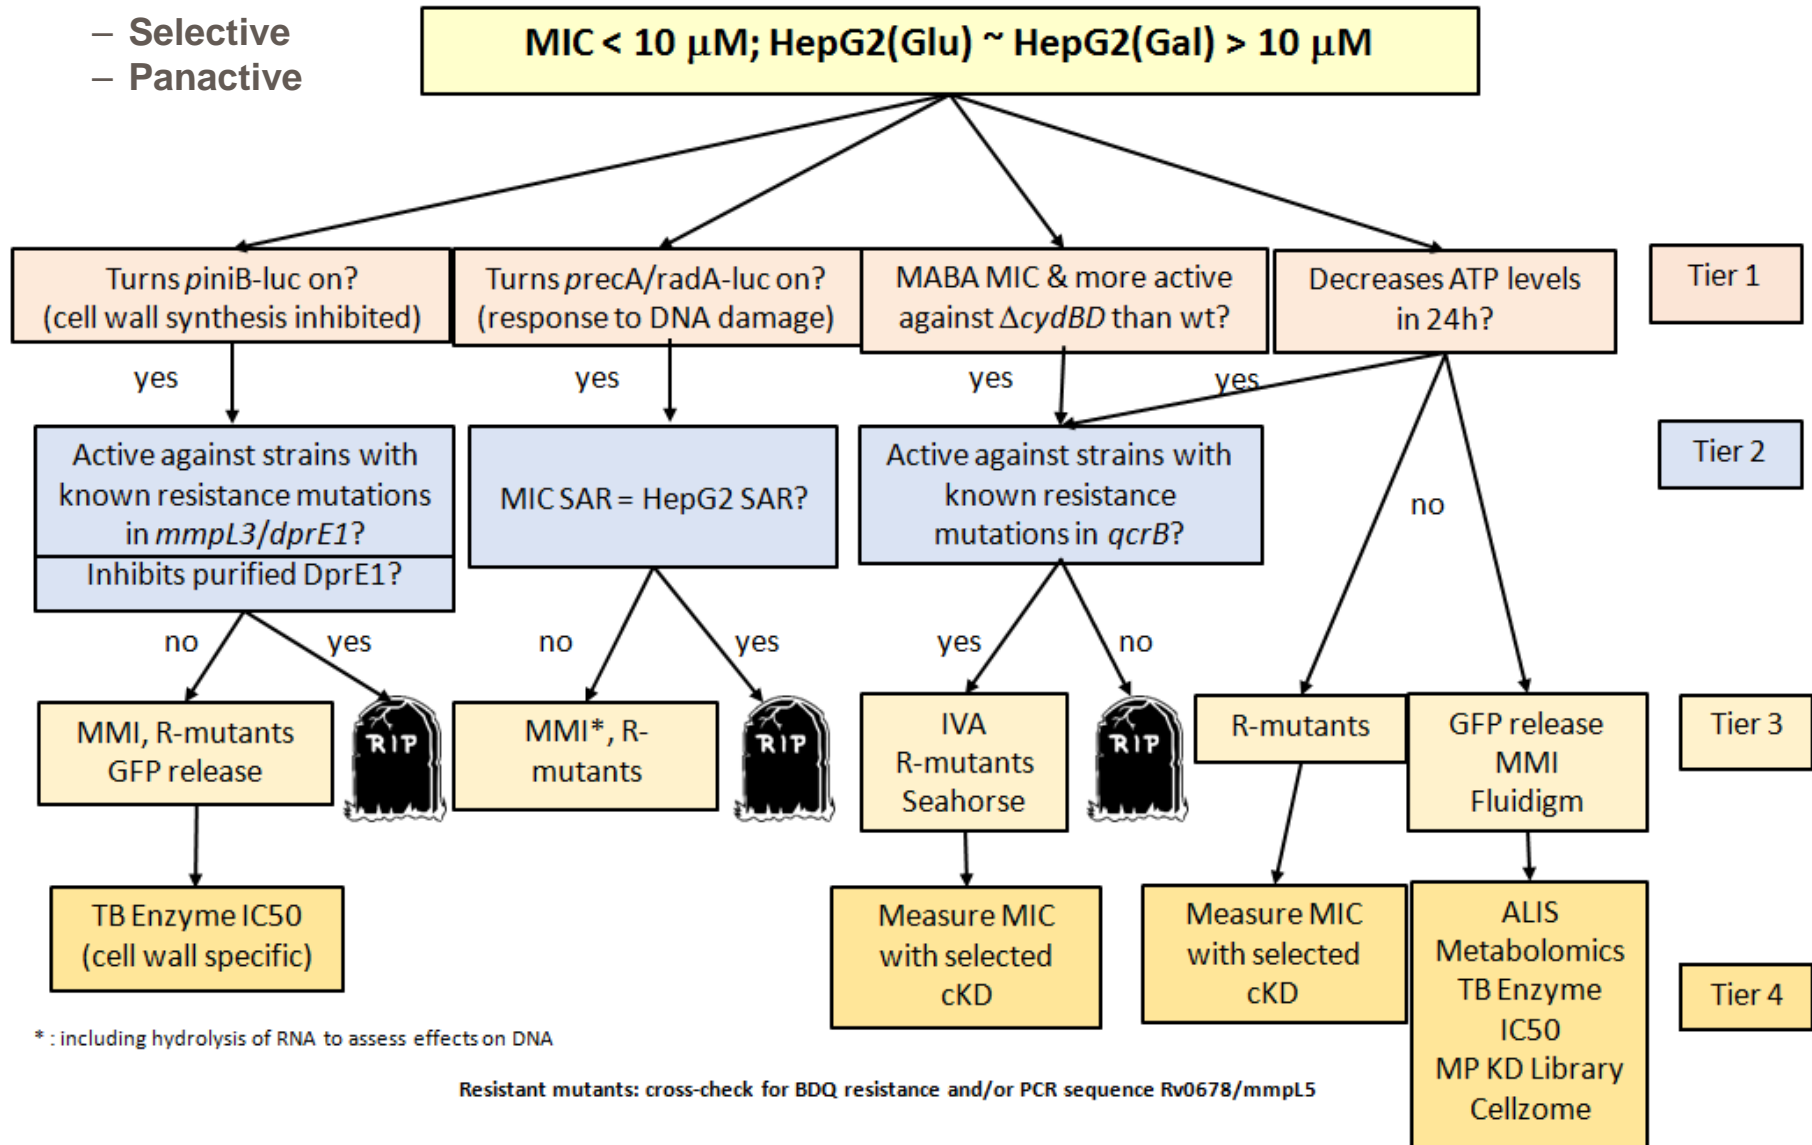 – Selective
– Panactive
MIC < 10 μM; HepG2(Glu) ~ HepG2(Gal) > 10 μM
Turns piniB-luc on?
(cell wall synthesis inhibited)
Turns precA/radA-luc on?
(response to DNA damage)
MABA MIC & more active
against ΔcydBD than wt?
Decreases ATP levels
in 24h?
Tier 1
yes
yes
yes
yes
Active against strains with
known resistance mutations
in mmpL3/dprE1?
Inhibits purified DprE1?
MIC SAR = HepG2 SAR?
Active against strains with
known resistance
mutations in qcrB?
no
Tier 2
no
yes
no
yes
yes
no
MMI, R-mutants
GFP release
RIP
MMI*, R-
mutants
RIP
IVA
R-mutants
Seahorse
RIP
R-mutants
GFP release
MMI
Fluidigm
Tier 3
TB Enzyme IC50
(cell wall specific)
Measure MIC
with selected
cKD
Measure MIC
with selected
cKD
ALIS
Metabolomics
TB Enzyme
IC50
MP KD Library
Cellzome
Tier 4
* : including hydrolysis of RNA to assess effects on DNA
Resistant mutants: cross-check for BDQ resistance and/or PCR sequence Rv0678/mmpL5